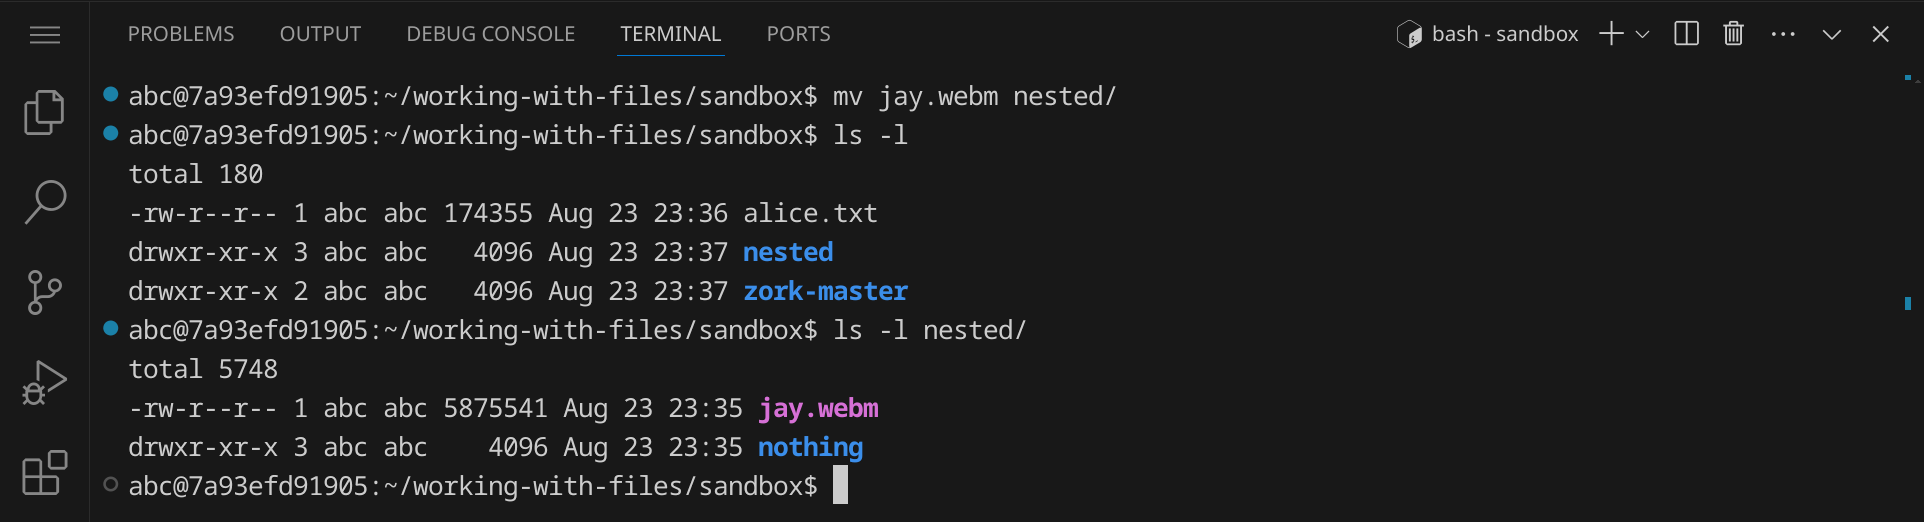 PROBLEMS OUTPUT DEBUG CONSOLE TERMINAL PORTS bash - sandbox
abc@7a93efd91905:~/working-with-files/sandbox$ mv jay.webm nested/
abc@7a93efd91905:~/working-with-files/sandbox$ ls -l
total 180
-rw-r--r-- 1 abc abc 174355 Aug 23 23:36 alice.txt
drwxr-xr-x 3 abc abc   4096 Aug 23 23:37 nested
drwxr-xr-x 2 abc abc   4096 Aug 23 23:37 zork-master
abc@7a93efd91905:~/working-with-files/sandbox$ ls -l nested/
total 5748
-rw-r--r-- 1 abc abc 5875541 Aug 23 23:35 jay.webm
drwxr-xr-x 3 abc abc    4096 Aug 23 23:35 nothing
abc@7a93efd91905:~/working-with-files/sandbox$